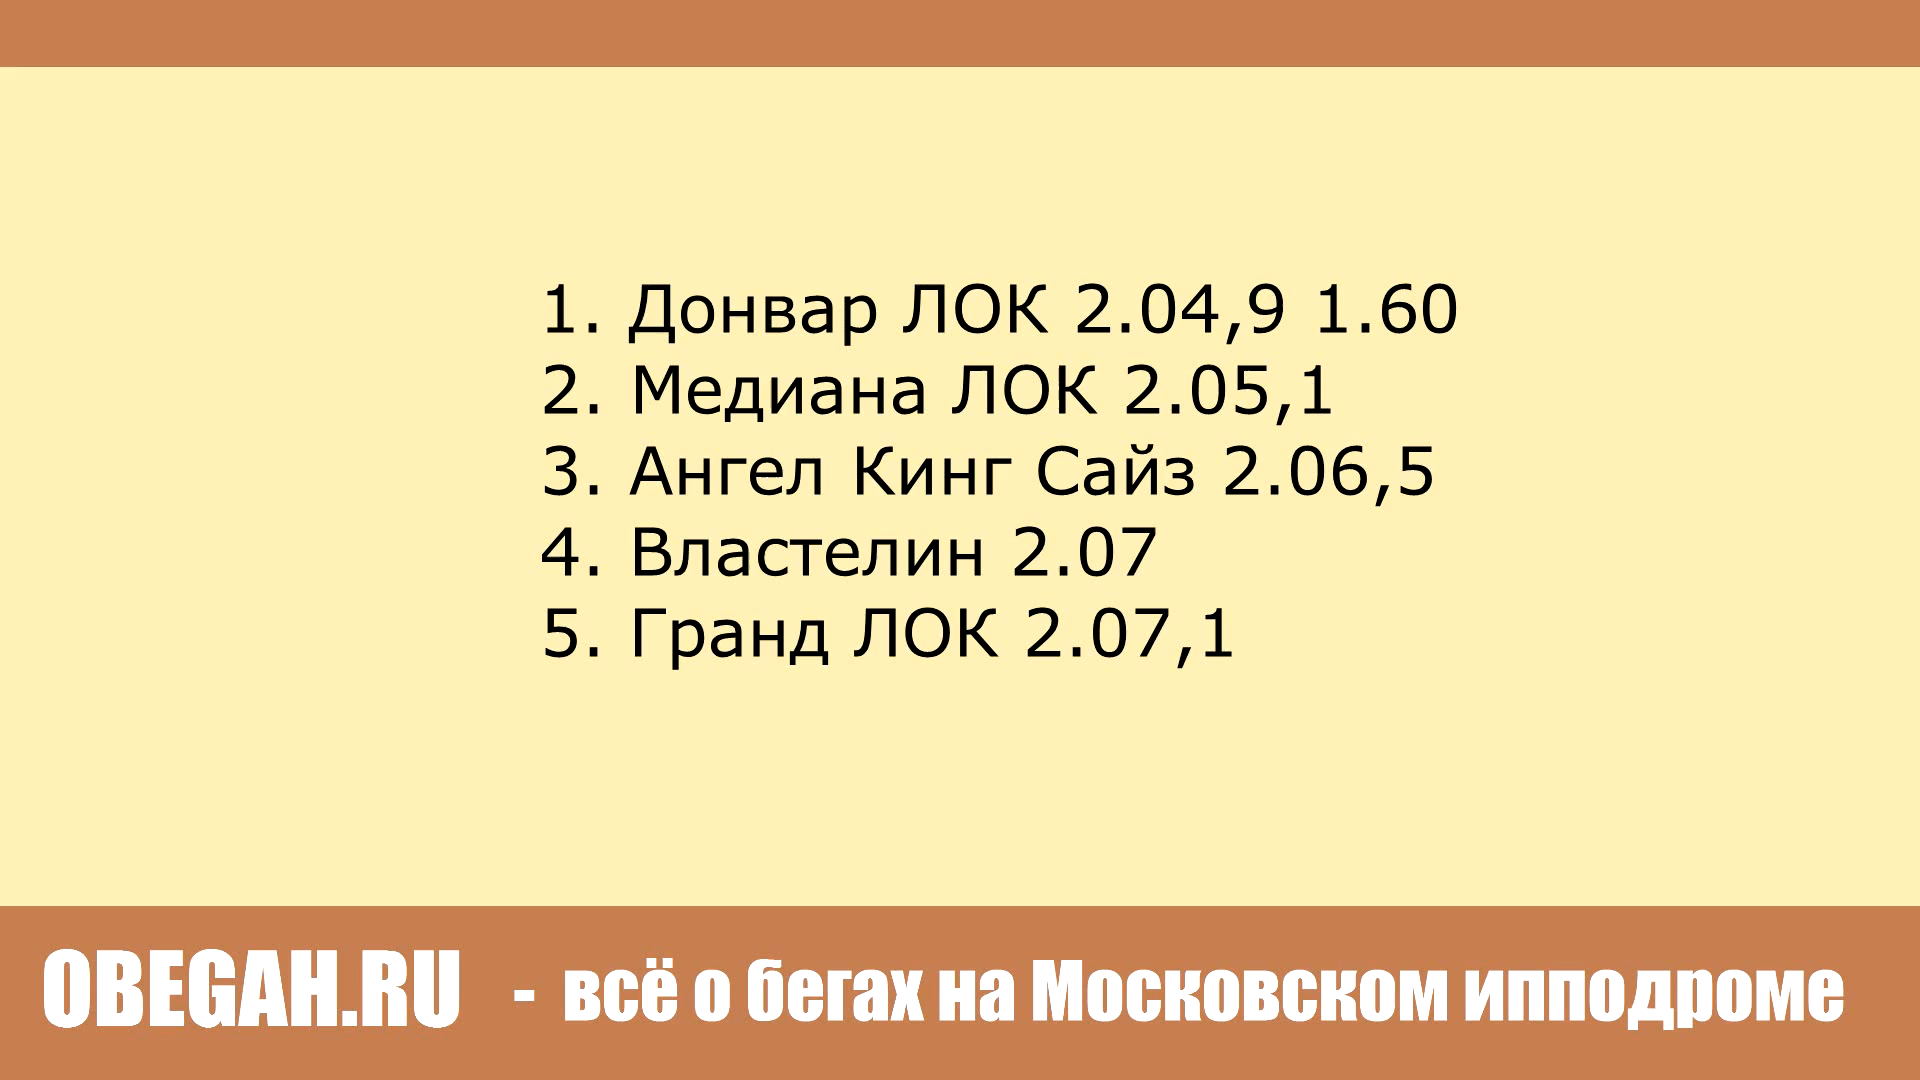 1. Донвар ЛОК 2.04,9 1.60
2. Медиана ЛОК 2.05,1
3. Ангел Кинг Сайз 2.06,5
4. Властелин 2.07
5. Гранд ЛОК 2.07,1
OBEGAH.RU - всё о бегах на Московском ипподроме